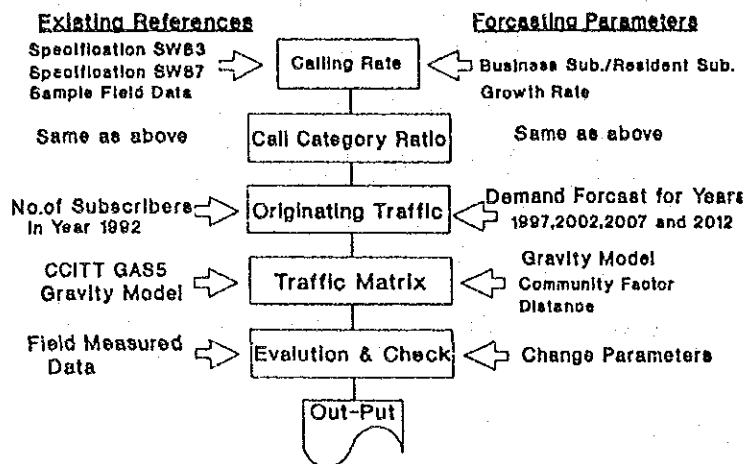 Existing References
Forcasting Parameters
Specification SW83
Specification SW87
Sample Field Data
Calling Rate
Business Sub./Resident Sub.
Growth Rate
Same as above
Call Category Ratio
Same as above
No.of Subscribers
In Year 1992
Originating Traffic
Demand Forcast for Years
1997,2002,2007 and 2012
CCITT GAS5
Gravity Model
Traffic Matrix
Gravity Model
Community Factor
Distance
Field Measured
Data
Evalution & Check
Change Parameters
Out-Put